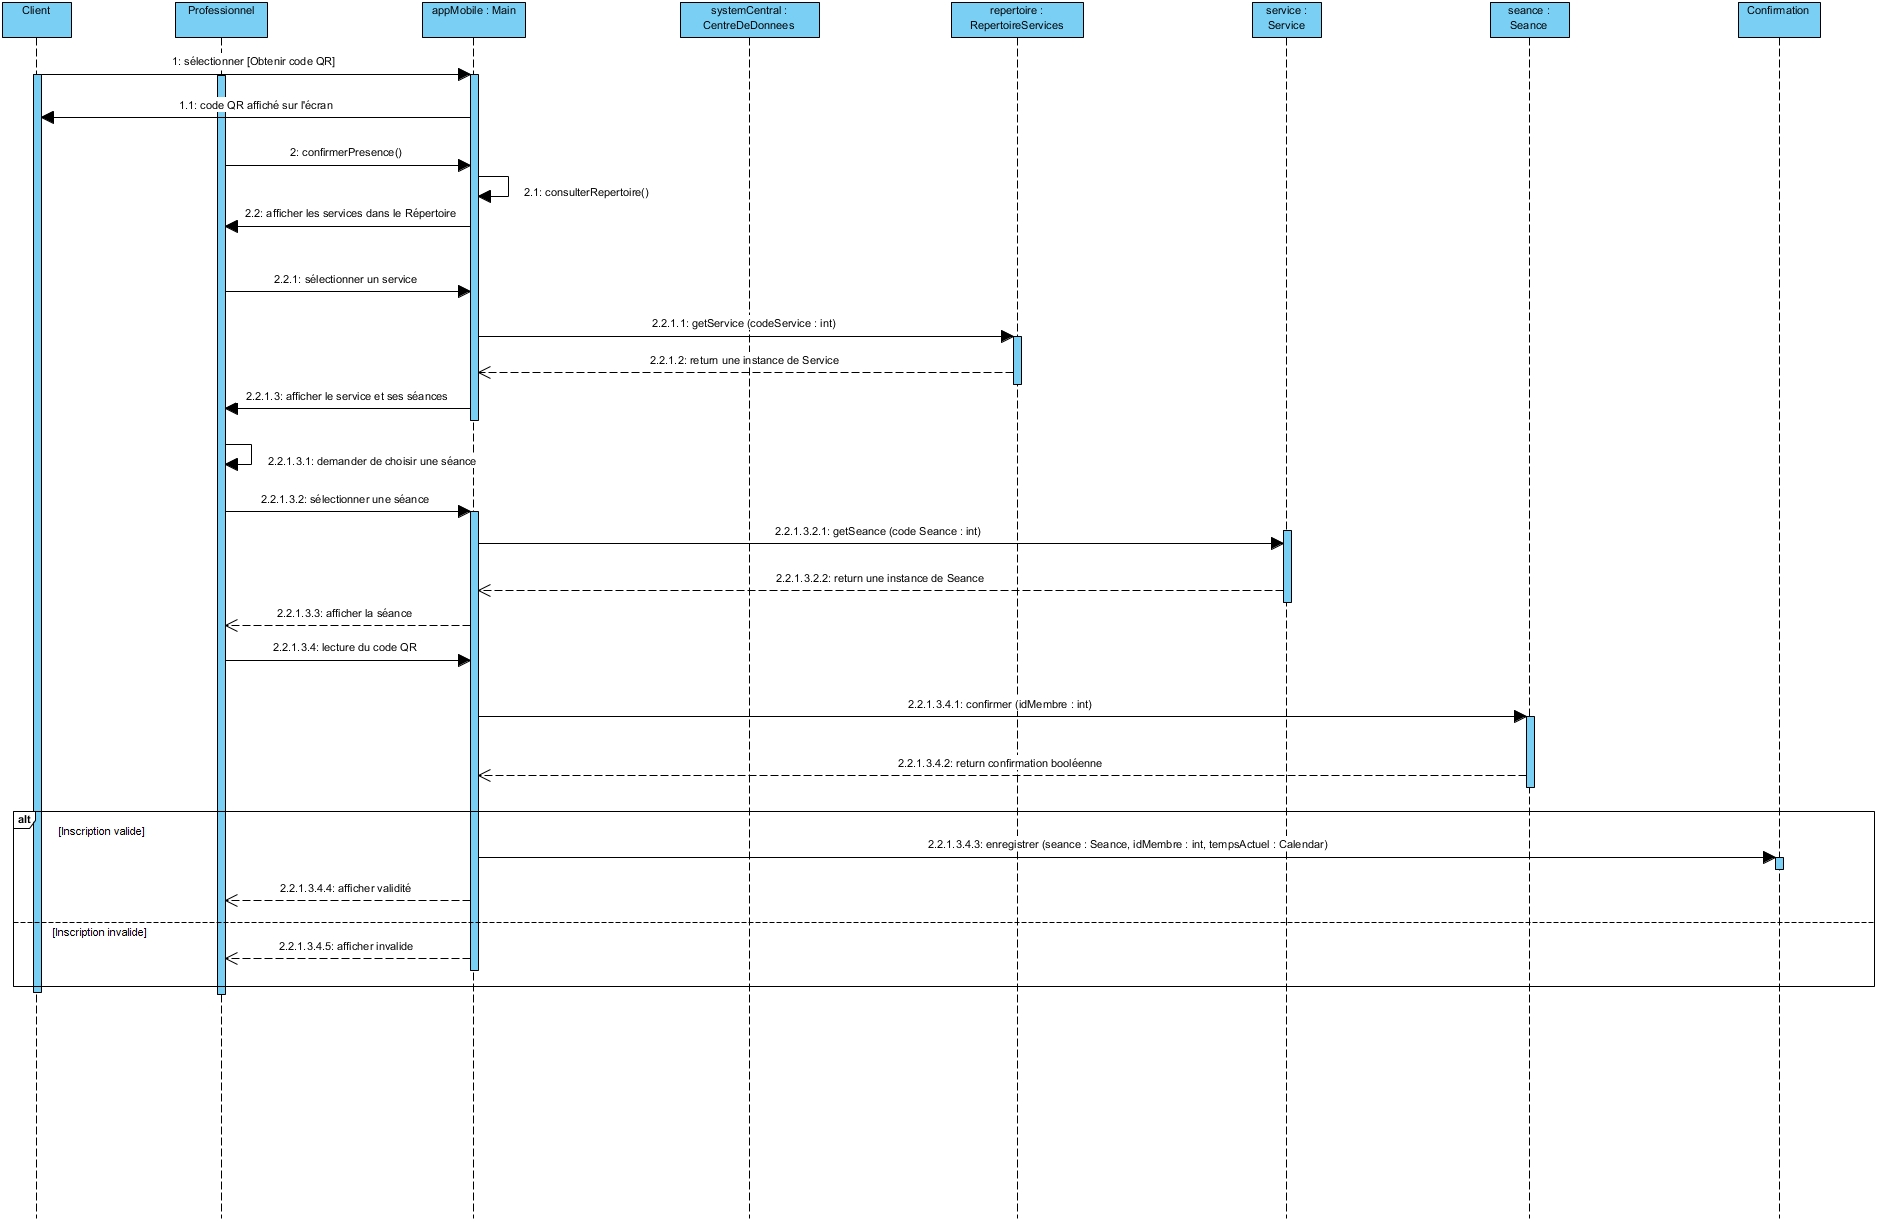 Client
Professionnel
appMobile : Main
systemCentral :
CentreDeDonnees
repertoire :
RepertoireServices
service :
Service
seance :
Seance
Confirmation
1: sélectionner [Obtenir code QR]
1.1: code QR affiché sur l'écran
2: confirmerPresence()
2.1: consulterRepertoire()
2.2: afficher les services dans le Répertoire
2.2.1: sélectionner un service
2.2.1.1: getService (codeService : int)
2.2.1.2: return une instance de Service
2.2.1.3: afficher le service et ses séances
2.2.1.3.1: demander de choisir une séance
2.2.1.3.2: sélectionner une séance
2.2.1.3.2.1: getSeance (code Seance : int)
2.2.1.3.2.2: return une instance de Seance
2.2.1.3.3: afficher la séance
2.2.1.3.4: lecture du code QR
2.2.1.3.4.1: confirmer (idMembre : int)
2.2.1.3.4.2: return confirmation booléenne
alt
[Inscription valide]
2.2.1.3.4.3: enregistrer (seance : Seance, idMembre : int, tempsActuel : Calendar)
2.2.1.3.4.4: afficher validité
[Inscription invalide]
2.2.1.3.4.5: afficher invalide